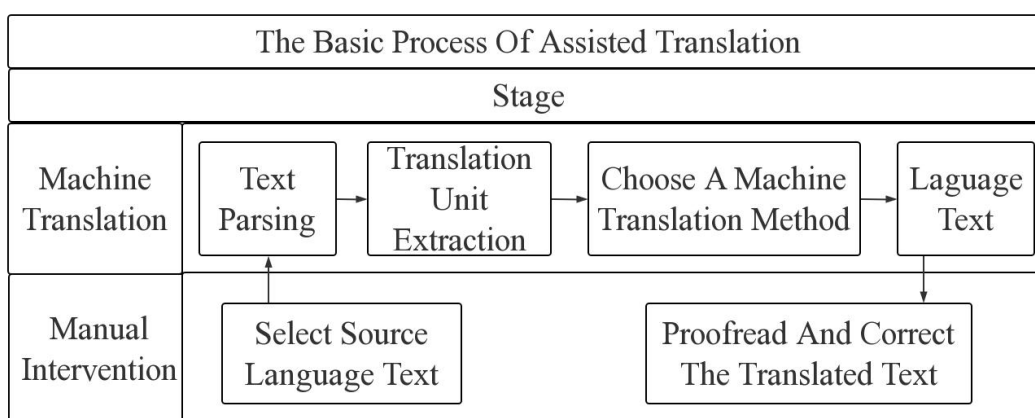 The Basic Process Of Assisted Translation
Stage
Machine
Translation
Text
Parsing
Translation
Unit
Extraction
Choose A Machine
Translation Method
Laguage
Text
Manual
Intervention
Select Source
Language Text
Proofread And Correct
The Translated Text